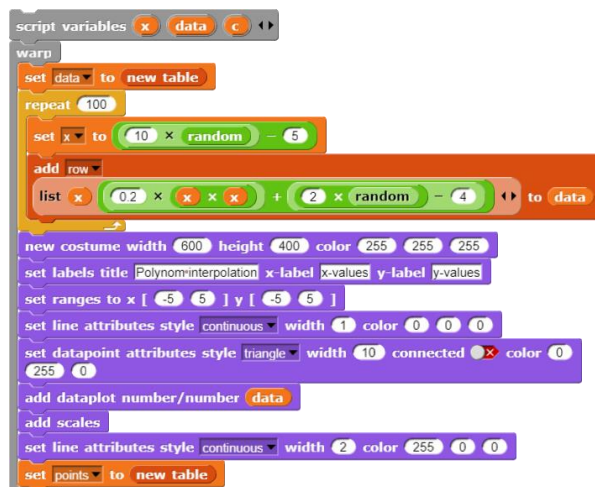 script variables x data c
warp
set data to new table
repeat 100
set x to 10 × random − 5
add row
list x 0.2 × x × x + 2 × random − 4 to data
new costume width 600 height 400 color 255 255 255
set labels title Polynom-interpolation x-label x-values y-label y-values
set ranges to x [ -5 5 ] y [ -5 5 ]
set line attributes style continuous width 1 color 0 0 0
set datapoint attributes style triangle width 10 connected color 0
255 0
add dataplot number/number data
add scales
set line attributes style continuous width 2 color 255 0 0
set points to new table